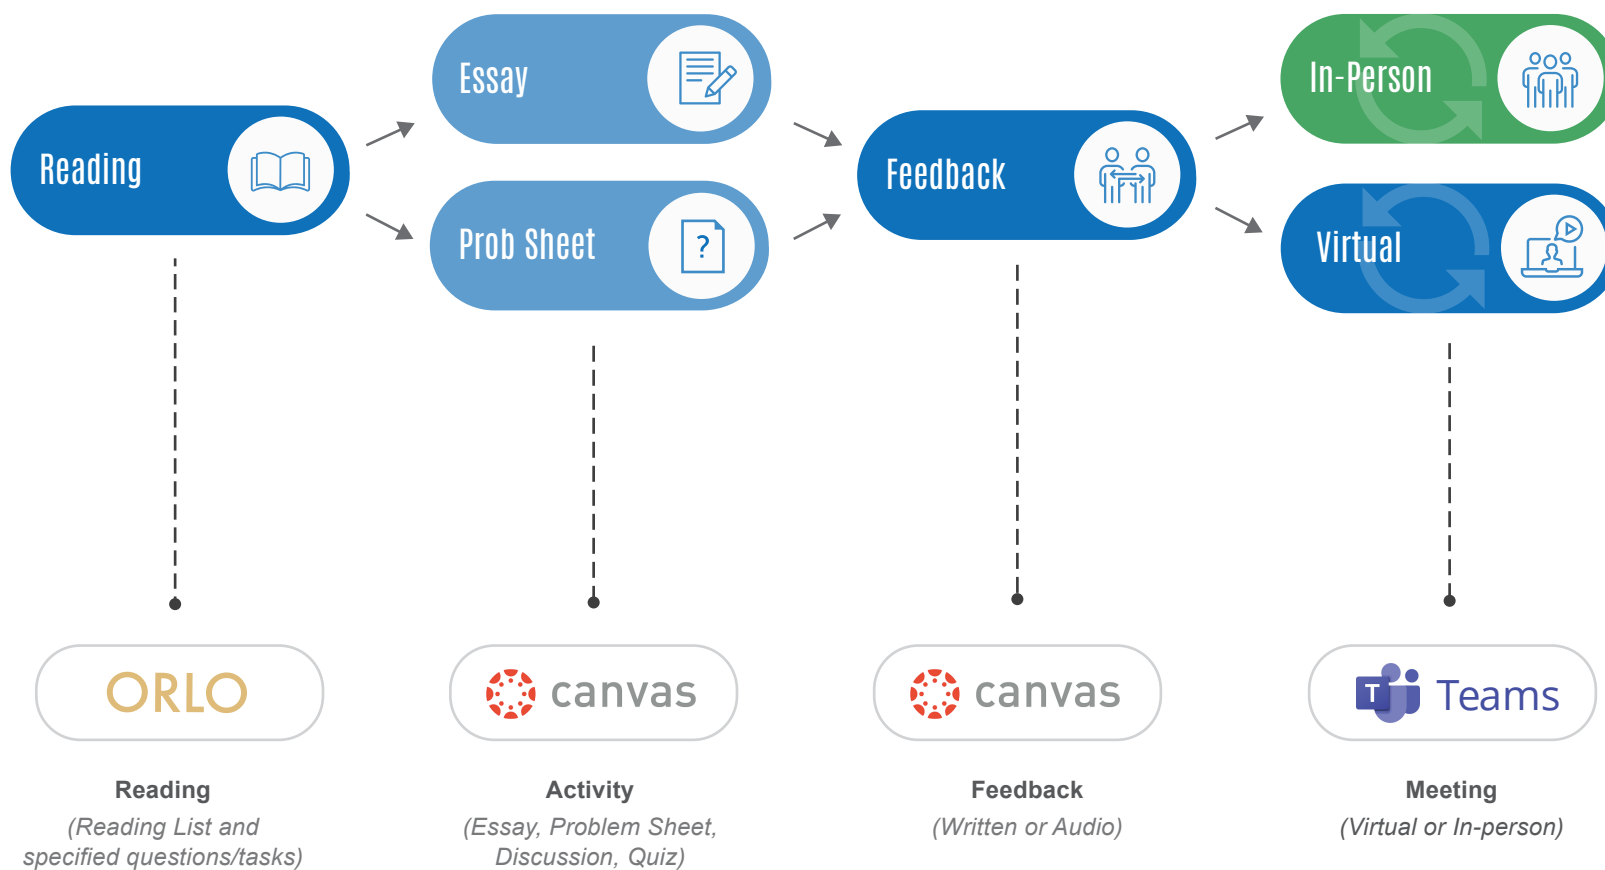 Reading
Essay
Prob Sheet
?
Feedback
In-Person
Virtual
ORLO
canvas
canvas
T Teams
Reading
(Reading List and
specified questions/tasks)
Activity
(Essay, Problem Sheet,
Discussion, Quiz)
Feedback
(Written or Audio)
Meeting
(Virtual or In-person)